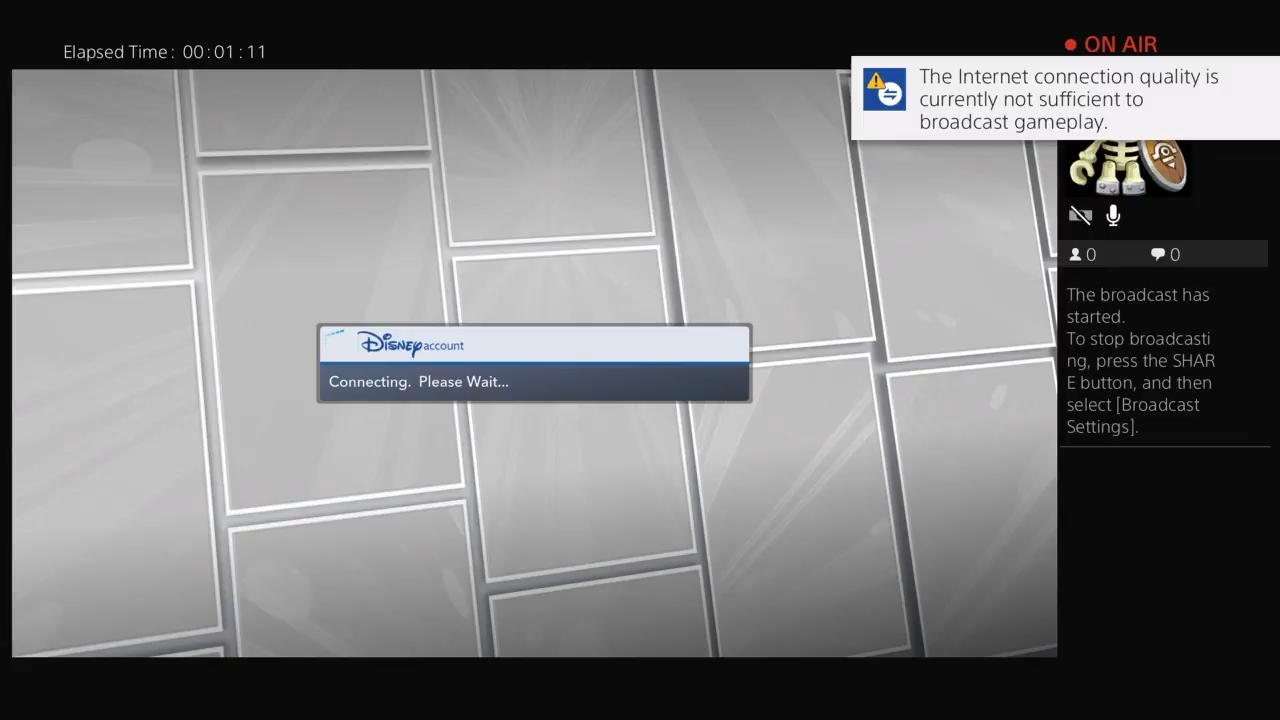 Elapsed Time: 00:01:11
ON AIR
The Internet connection quality is
currently not sufficient to
broadcast gameplay.
0
0
The broadcast has
started.
To stop broadcasti
ng, press the SHAR
E button, and then
select [Broadcast
Settings].
Disney account
Connecting. Please Wait...